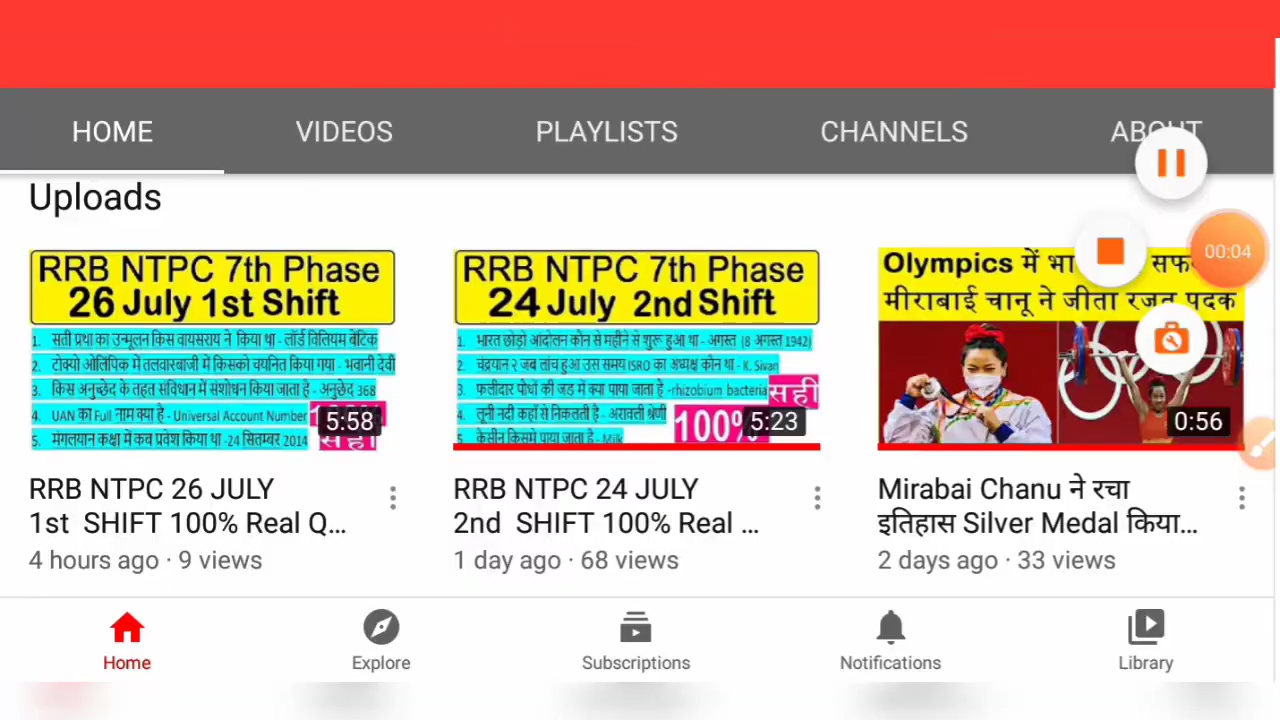 HOME VIDEOS PLAYLISTS CHANNELS ABOUT
Uploads
00:04
RRB NTPC 7th Phase
26 July 1st Shift
1. सती प्रथा का उन्मूलन किस वायसराय ने किया था - लॉर्ड विलियम बेंटिक
2. टोक्यो ओलिंपिक में तलवारबाजी में किसको चयनित किया गया - भवानी देवी
3. किस अनुच्छेद के तहत संविधान में संशोधन किया जाता है - अनुछेद 368
4. UAN का Full नाम क्या है - Universal Account Number
5. मंगलयान कक्षा में कब प्रवेश किया था -24 सितम्बर 2014
5:58
RRB NTPC 26 JULY
1st SHIFT 100% Real Q...
4 hours ago · 9 views
RRB NTPC 7th Phase
24 July 2nd Shift
1. भारत छोड़ो आंदोलन कौन से महीने से शुरू हुआ था - अगस्त (8 अगस्त 1942)
2. चंद्रयान २ जब लांच हुआ उस समय ISRO का अध्यक्ष कौन था - K. Sivan
3. फलीदार पोधों की जड़ में क्या पाया जाता है -rhizobium bacteria
4. लूनी नदी कहाँ से निकलती है - अरावली श्रेणी
5. केसीन किसमे पाया जाता है - Milk
सही
100%
5:23
RRB NTPC 24 JULY
2nd SHIFT 100% Real ...
1 day ago · 68 views
Olympics में
मीराबाई चानू ने जीता रजत पदक
0:56
Mirabai Chanu ने रचा
इतिहास Silver Medal किया...
2 days ago · 33 views
Home Explore Subscriptions Notifications Library